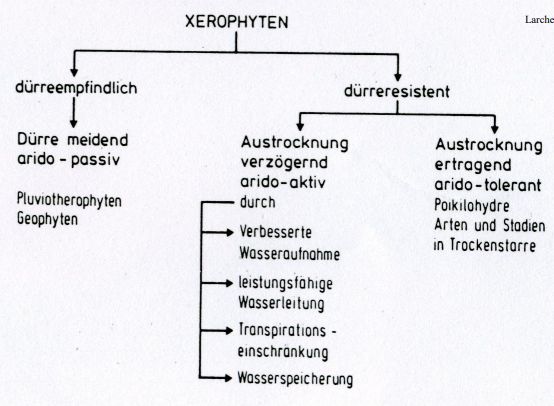 XEROPHYTEN
Larche
dürreempfindlich
dürreresistent
Dürre meidend
arido-passiv
Pluviotherophyten
Geophyten
Austrocknung
verzögernd
arido-aktiv
durch
Verbesserte
Wasseraufnahme
leistungsfähige
Wasserleitung
Transpirations-
einschränkung
Wasserspeicherung
Austrocknung
ertragend
arido-tolerant
Poikilohydre
Arten und Stadien
in Trockenstarre